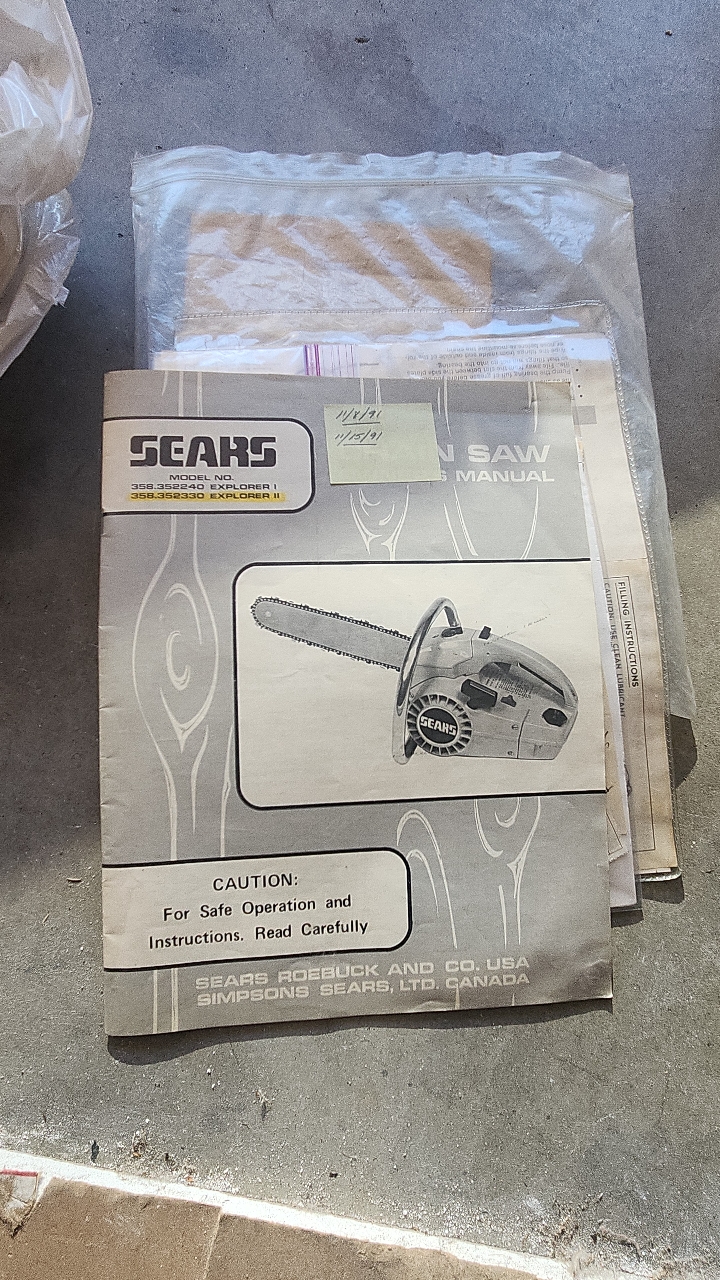 11/8/91
11/15/91
SEARS
MODEL NO.
358.352240 EXPLORER I
358.352330 EXPLORER II
N SAW
S MANUAL
SEARS
FILLING INSTRUCTIONS
CAUTION: USE CLEAN LUBRICANT
CAUTION:
For Safe Operation and
Instructions. Read Carefully
SEARS ROEBUCK AND CO. USA
SIMPSONS SEARS, LTD. CANADA